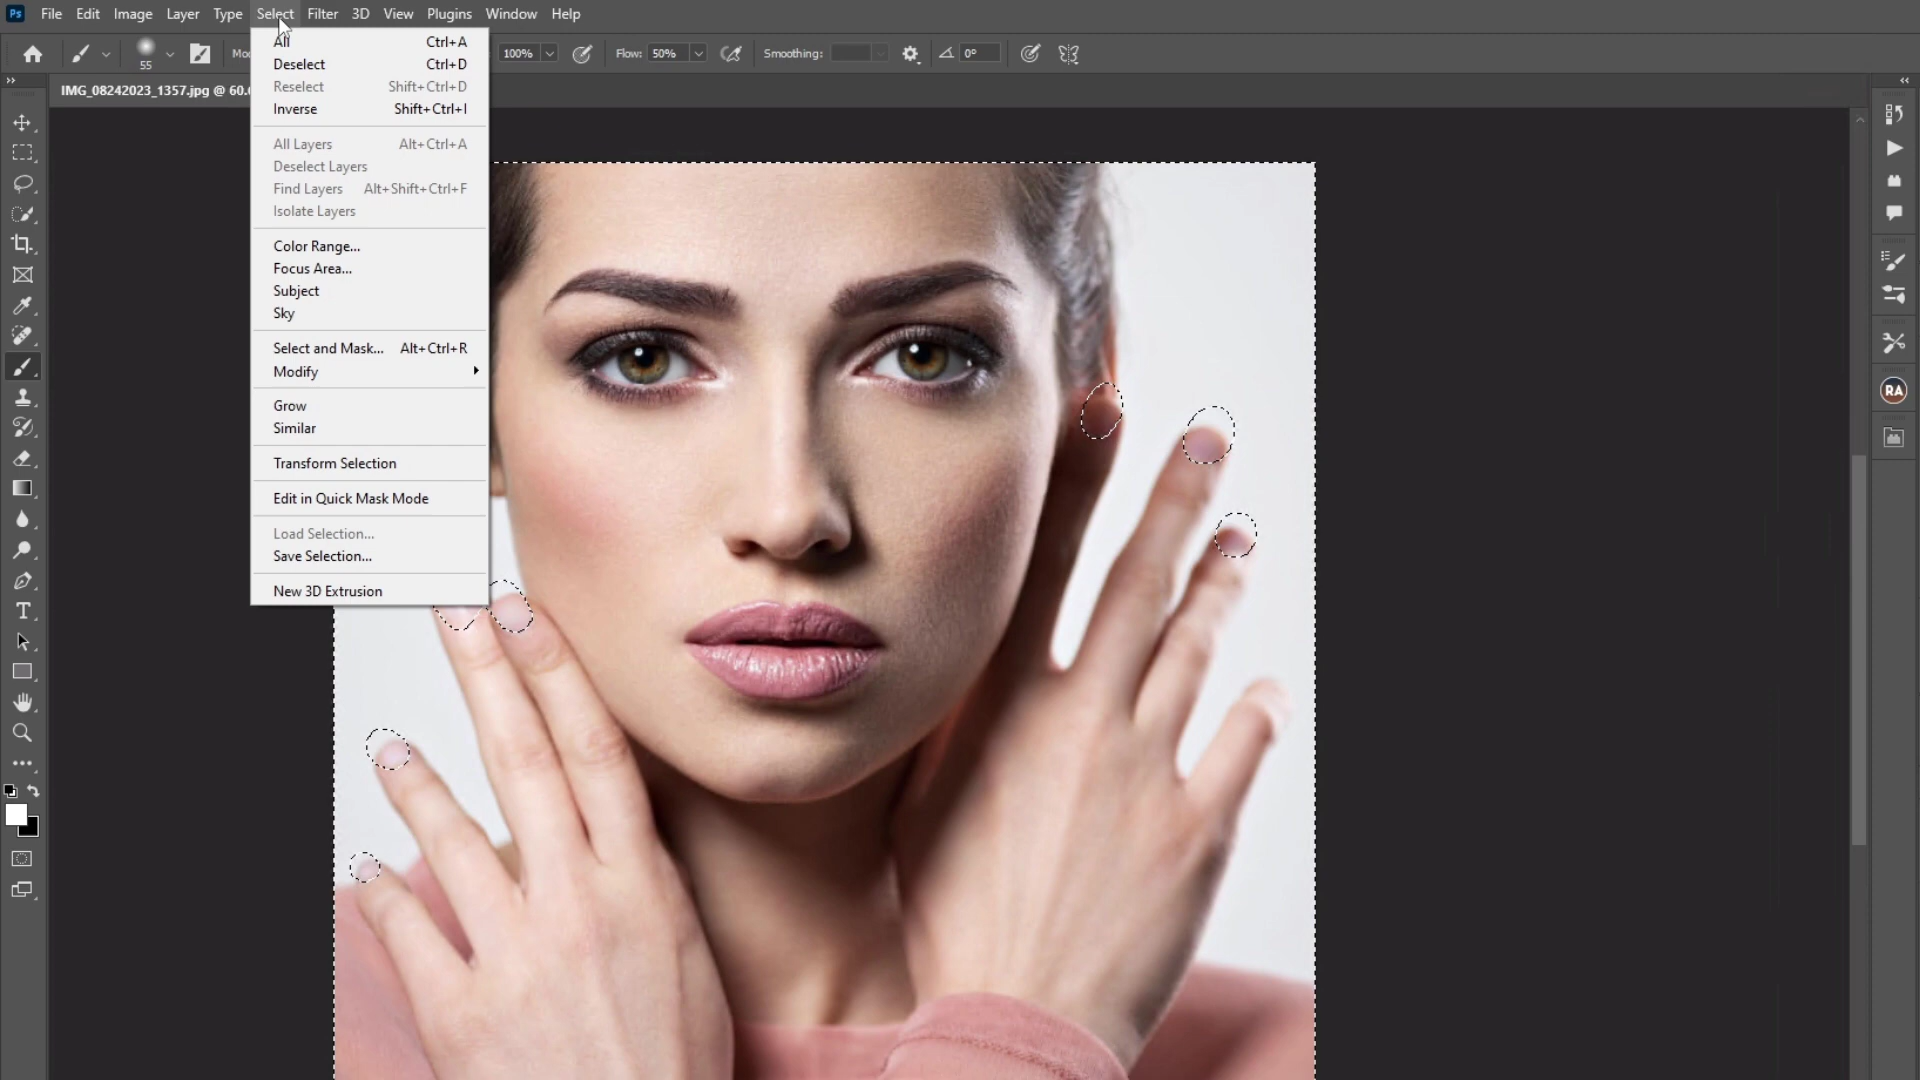 Ps File Edit Image Layer Type Select Filter 3D View Plugins Window Help
55 100% Flow: 50% Smoothing: 0°
IMG_08242023_1357.jpg @ 60.
All Ctrl+A
Deselect Ctrl+D
Reselect Shift+Ctrl+D
Inverse Shift+Ctrl+I
All Layers Alt+Ctrl+A
Deselect Layers
Find Layers Alt+Shift+Ctrl+F
Isolate Layers
Color Range...
Focus Area...
Subject
Sky
Select and Mask... Alt+Ctrl+R
Modify
Grow
Similar
Transform Selection
Edit in Quick Mask Mode
Load Selection...
Save Selection...
New 3D Extrusion
RA